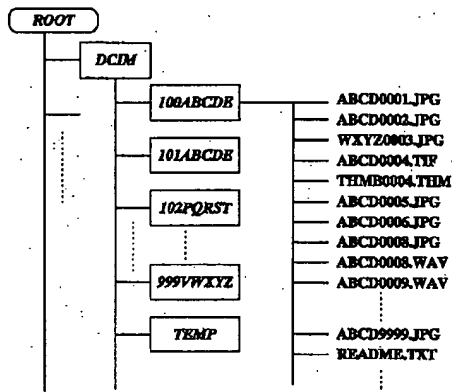 ROOT
DCIM
100ABCDE
101ABCDE
102PQRST
999VWXYZ
TEMP
ABCD0001.JPG
ABCD0002.JPG
WXYZ0003.JPG
ABCD0004.TIF
THMB0004.THM
ABCD0005.JPG
ABCD0006.JPG
ABCD0008.JPG
ABCD0008.WAV
ABCD0009.WAV
ABCD9999.JPG
README.TXT